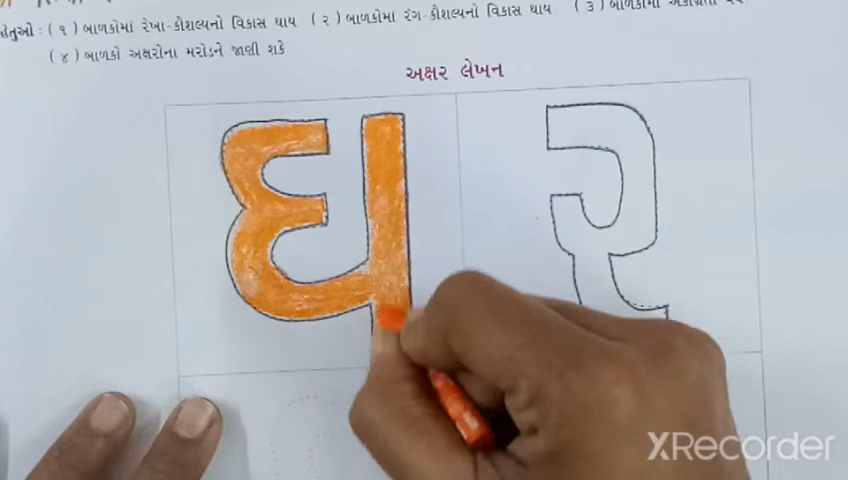 હેતુઓ : (૧) બાળકોમાં રેખા-કૌશલ્યનો વિકાસ થાય (૨) બાળકોમાં રંગ-કૌશલ્યનો વિકાસ થાય (૩) બાળકોમાં
(૪) બાળકો અક્ષરોના મરોડને જાણી શકે
અક્ષર લેખન
ઘ ર
XRecorder